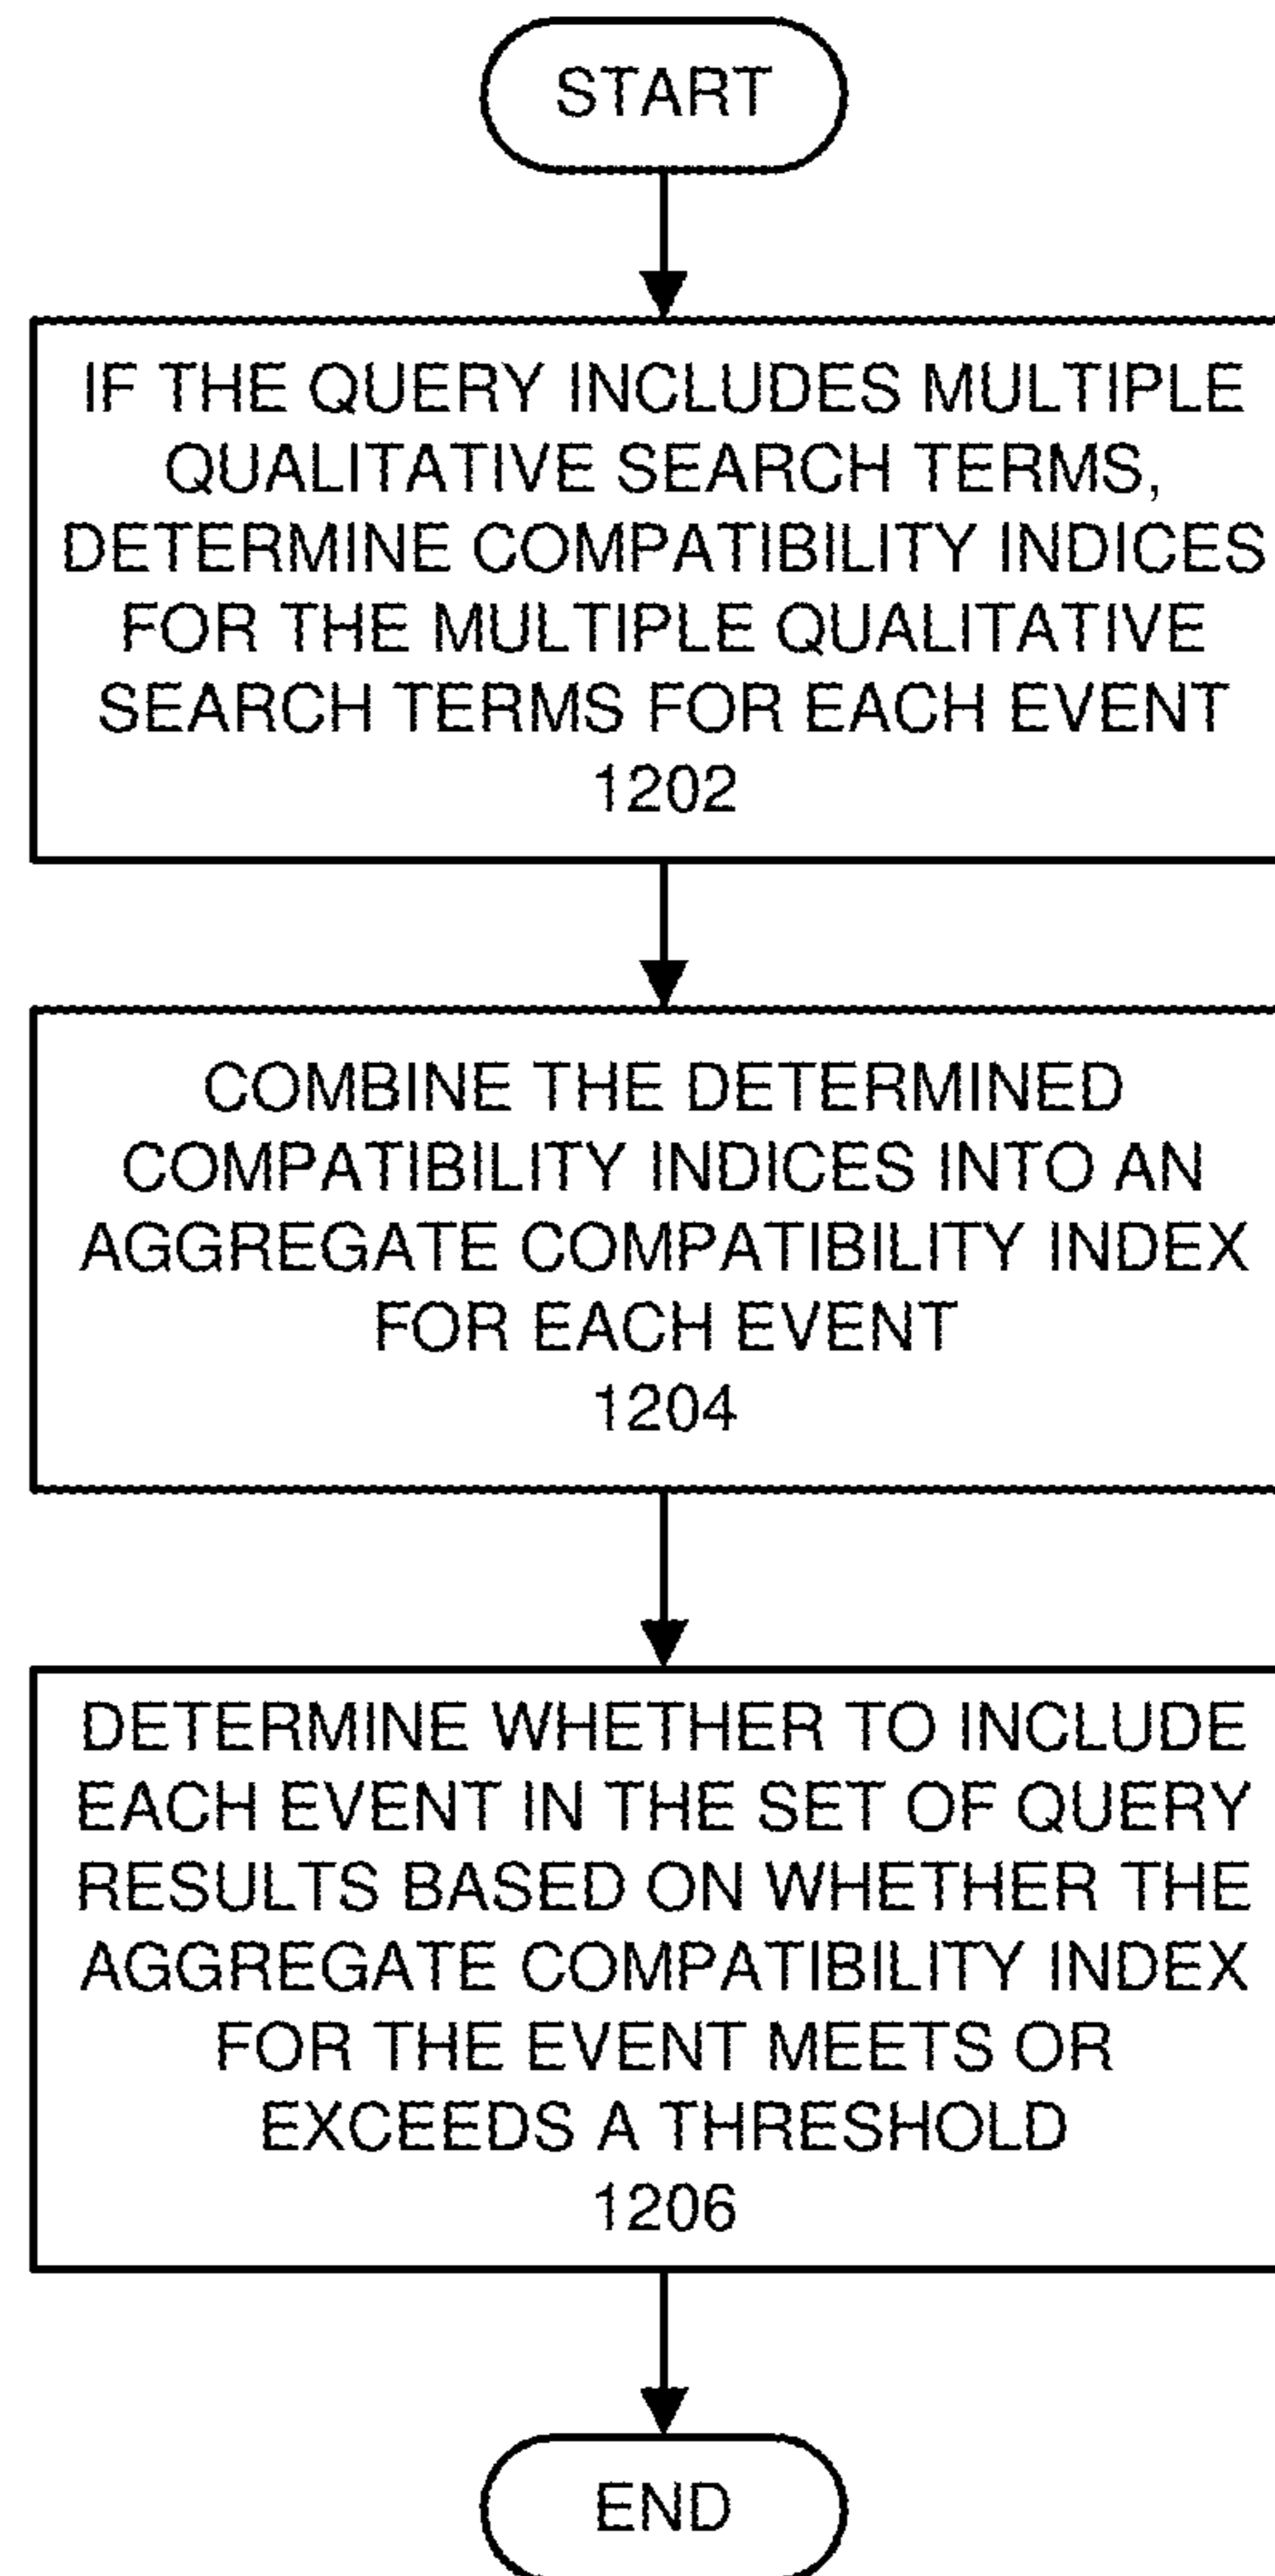 START
IF THE QUERY INCLUDES MULTIPLE
QUALITATIVE SEARCH TERMS,
DETERMINE COMPATIBILITY INDICES
FOR THE MULTIPLE QUALITATIVE
SEARCH TERMS FOR EACH EVENT
1202
COMBINE THE DETERMINED
COMPATIBILITY INDICES INTO AN
AGGREGATE COMPATIBILITY INDEX
FOR EACH EVENT
1204
DETERMINE WHETHER TO INCLUDE
EACH EVENT IN THE SET OF QUERY
RESULTS BASED ON WHETHER THE
AGGREGATE COMPATIBILITY INDEX
FOR THE EVENT MEETS OR
EXCEEDS A THRESHOLD
1206
END